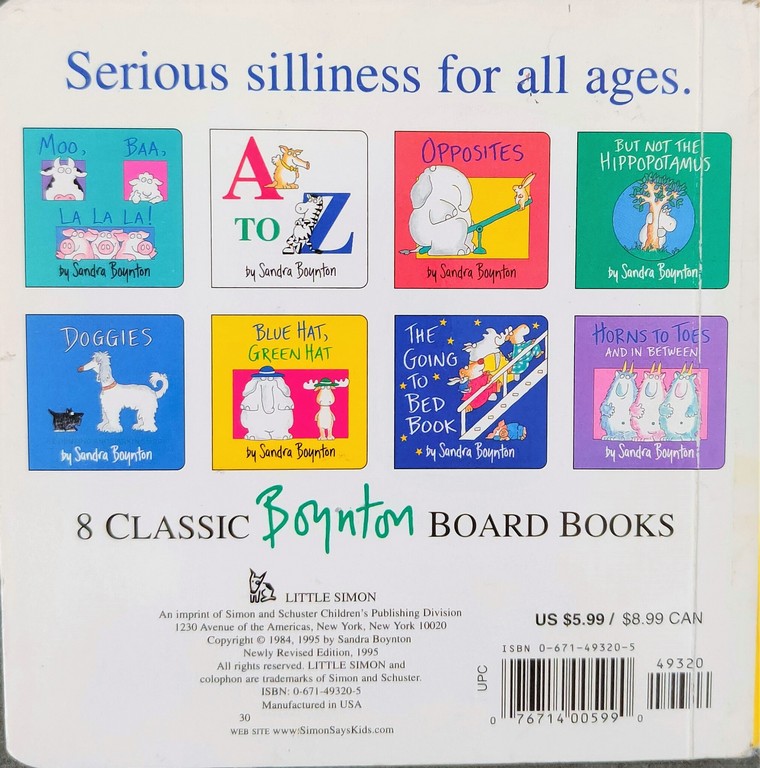 Serious silliness for all ages.
MOO, BAA,
LA LA LA!
by Sandra Boynton
A
TO Z
by Sandra Boynton
OPPOSITES
by Sandra Boynton
BUT NOT THE
HIPPOPOTAMUS
by Sandra Boynton
DOGGIES
by Sandra Boynton
BLUE HAT,
GREEN HAT
by Sandra Boynton
THE
GOING
TO
BED
BOOK
by Sandra Boynton
HORNS TO TOES
AND IN BETWEEN
by Sandra Boynton
8 CLASSIC Boynton BOARD BOOKS
LITTLE SIMON
An imprint of Simon and Schuster Children's Publishing Division
1230 Avenue of the Americas, New York, New York 10020
Copyright © 1984, 1995 by Sandra Boynton
Newly Revised Edition, 1995
All rights reserved. LITTLE SIMON and
colophon are trademarks of Simon and Schuster.
ISBN: 0-671-49320-5
Manufactured in USA
30
WEB SITE www.SimonSaysKids.com
US $5.99 / $8.99 CAN
ISBN 0-671-49320-5
49320
UPC
0 76714 00599 0